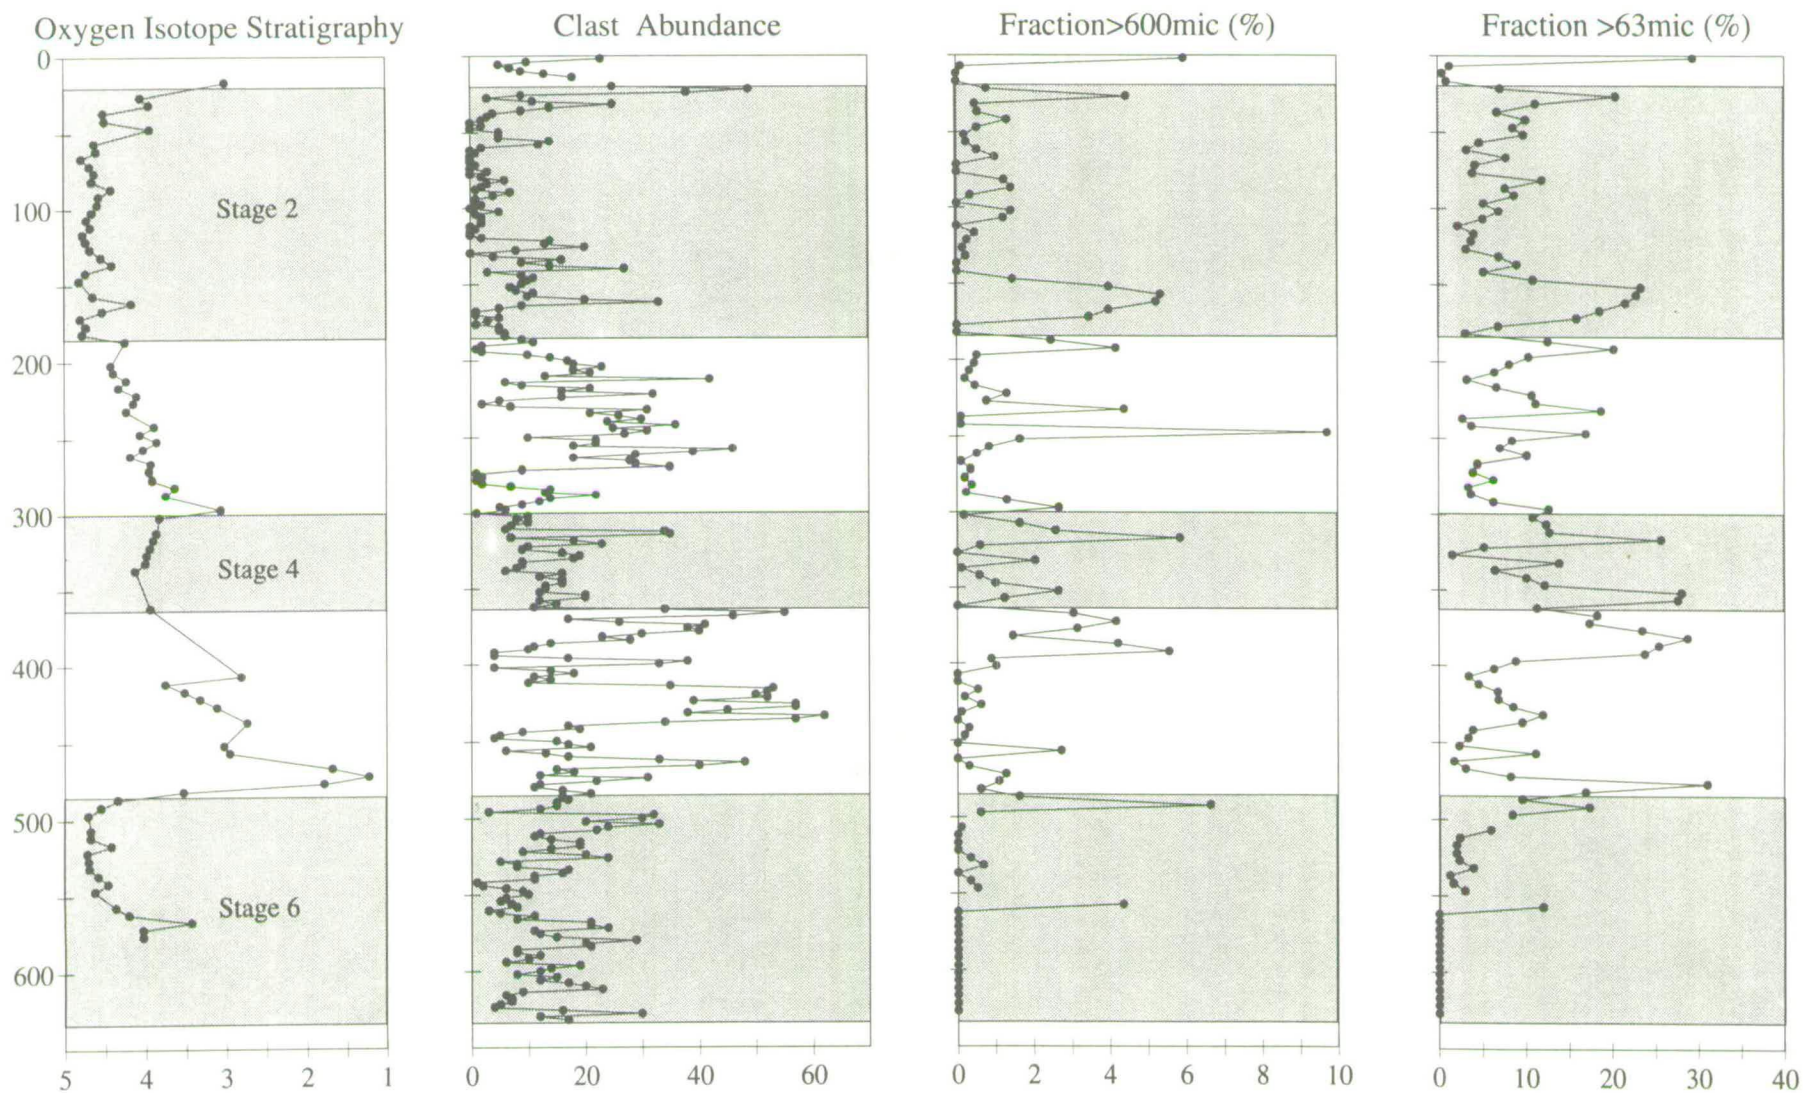 Oxygen Isotope Stratigraphy
Clast Abundance
Fraction>600mic (%)
Fraction >63mic (%)
0
100
200
300
400
500
600
Stage 2
Stage 4
Stage 6
5 4 3 2 1
0 20 40 60
0 2 4 6 8 10
0 10 20 30 40